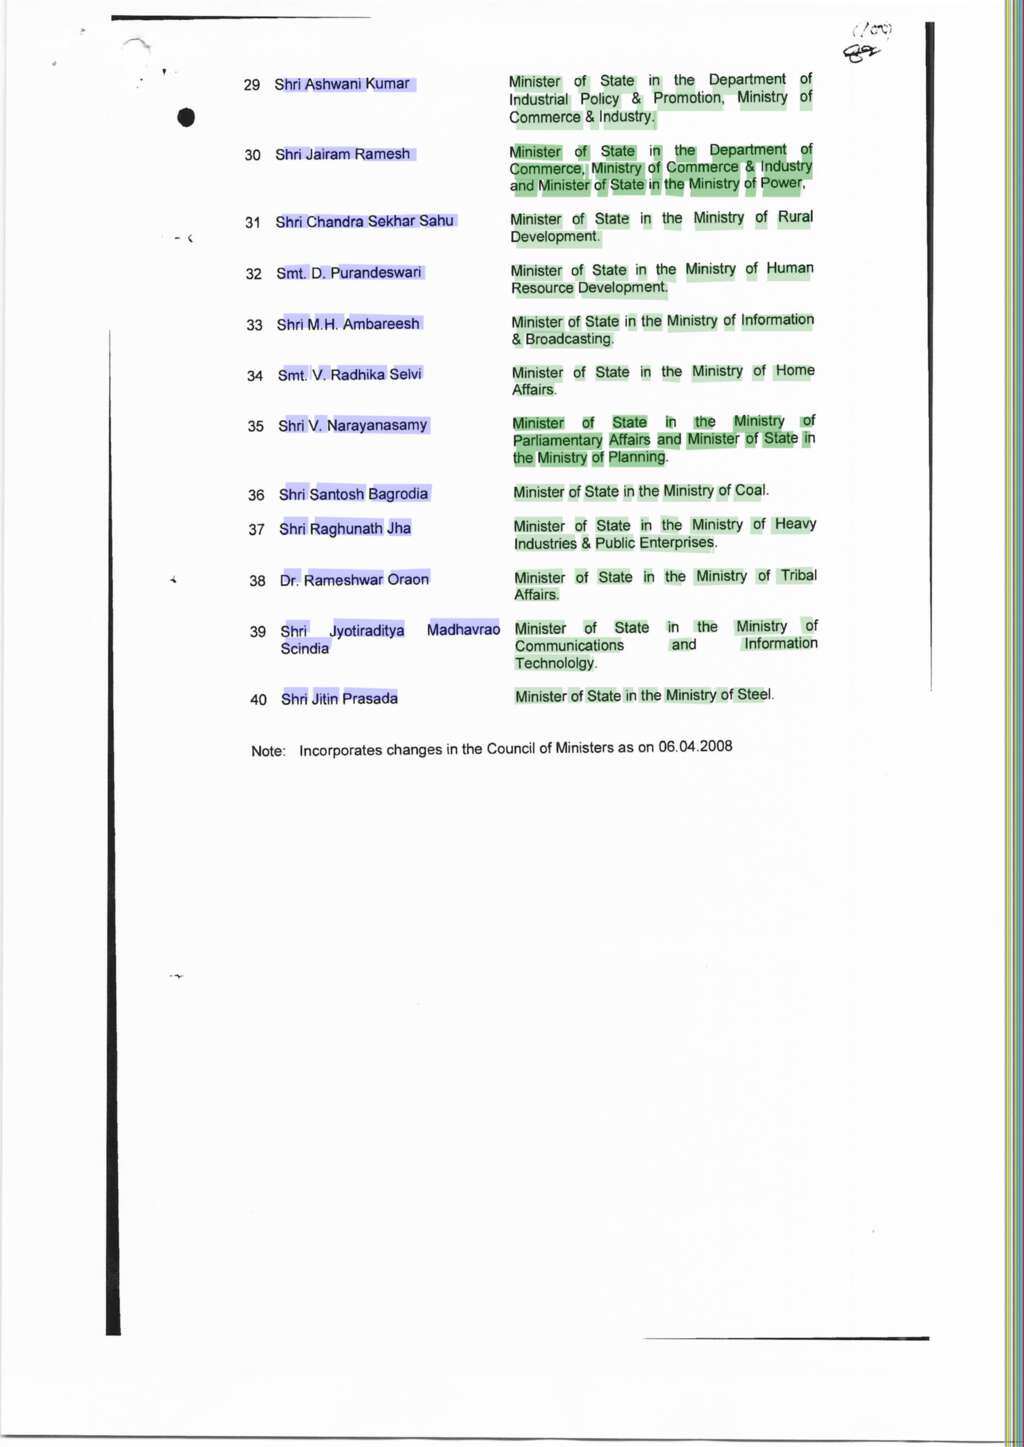 29 Shri Ashwani Kumar Minister of State in the Department of
Industrial Policy & Promotion, Ministry of
Commerce & Industry.
30 Shri Jairam Ramesh Minister of State in the Department of
Commerce, Ministry of Commerce & Industry
and Minister of State in the Ministry of Power,
31 Shri Chandra Sekhar Sahu Minister of State in the Ministry of Rural
Development.
32 Smt. D. Purandeswari Minister of State in the Ministry of Human
Resource Development.
33 Shri M.H. Ambareesh Minister of State in the Ministry of Information
& Broadcasting.
34 Smt. V. Radhika Selvi Minister of State in the Ministry of Home
Affairs.
35 Shri V. Narayanasamy Minister of State in the Ministry of
Parliamentary Affairs and Minister of State in
the Ministry of Planning.
36 Shri Santosh Bagrodia Minister of State in the Ministry of Coal.
37 Shri Raghunath Jha Minister of State in the Ministry of Heavy
Industries & Public Enterprises.
38 Dr. Rameshwar Oraon Minister of State in the Ministry of Tribal
Affairs.
39 Shri Jyotiraditya Madhavrao Minister of State in the Ministry of
Scindia Communications and Information
Technololgy.
40 Shri Jitin Prasada Minister of State in the Ministry of Steel.
Note: Incorporates changes in the Council of Ministers as on 06.04.2008